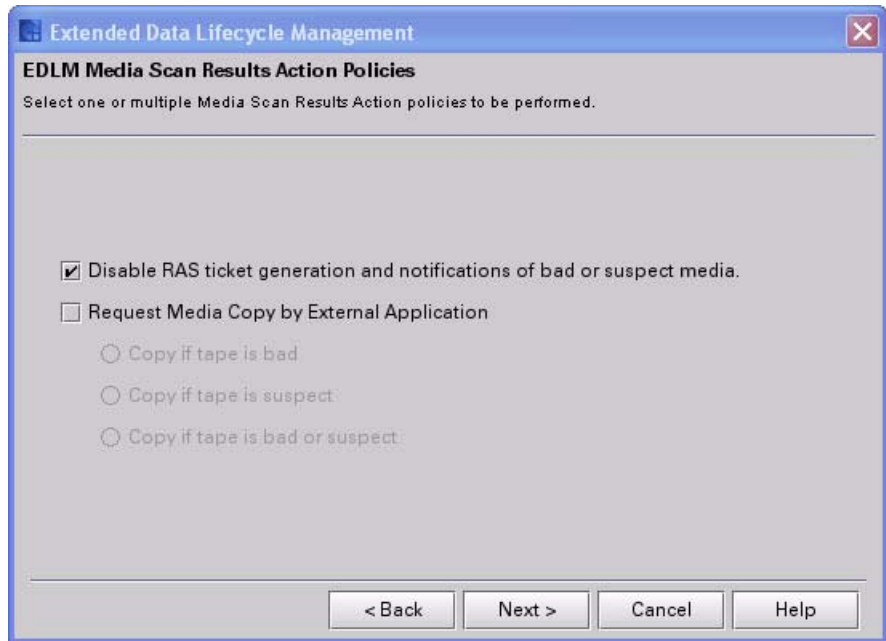 Extended Data Lifecycle Management
EDLM Media Scan Results Action Policies
Select one or multiple Media Scan Results Action policies to be performed.
Disable RAS ticket generation and notifications of bad or suspect media.
Request Media Copy by External Application
Copy if tape is bad
Copy if tape is suspect
Copy if tape is bad or suspect
< Back Next > Cancel Help